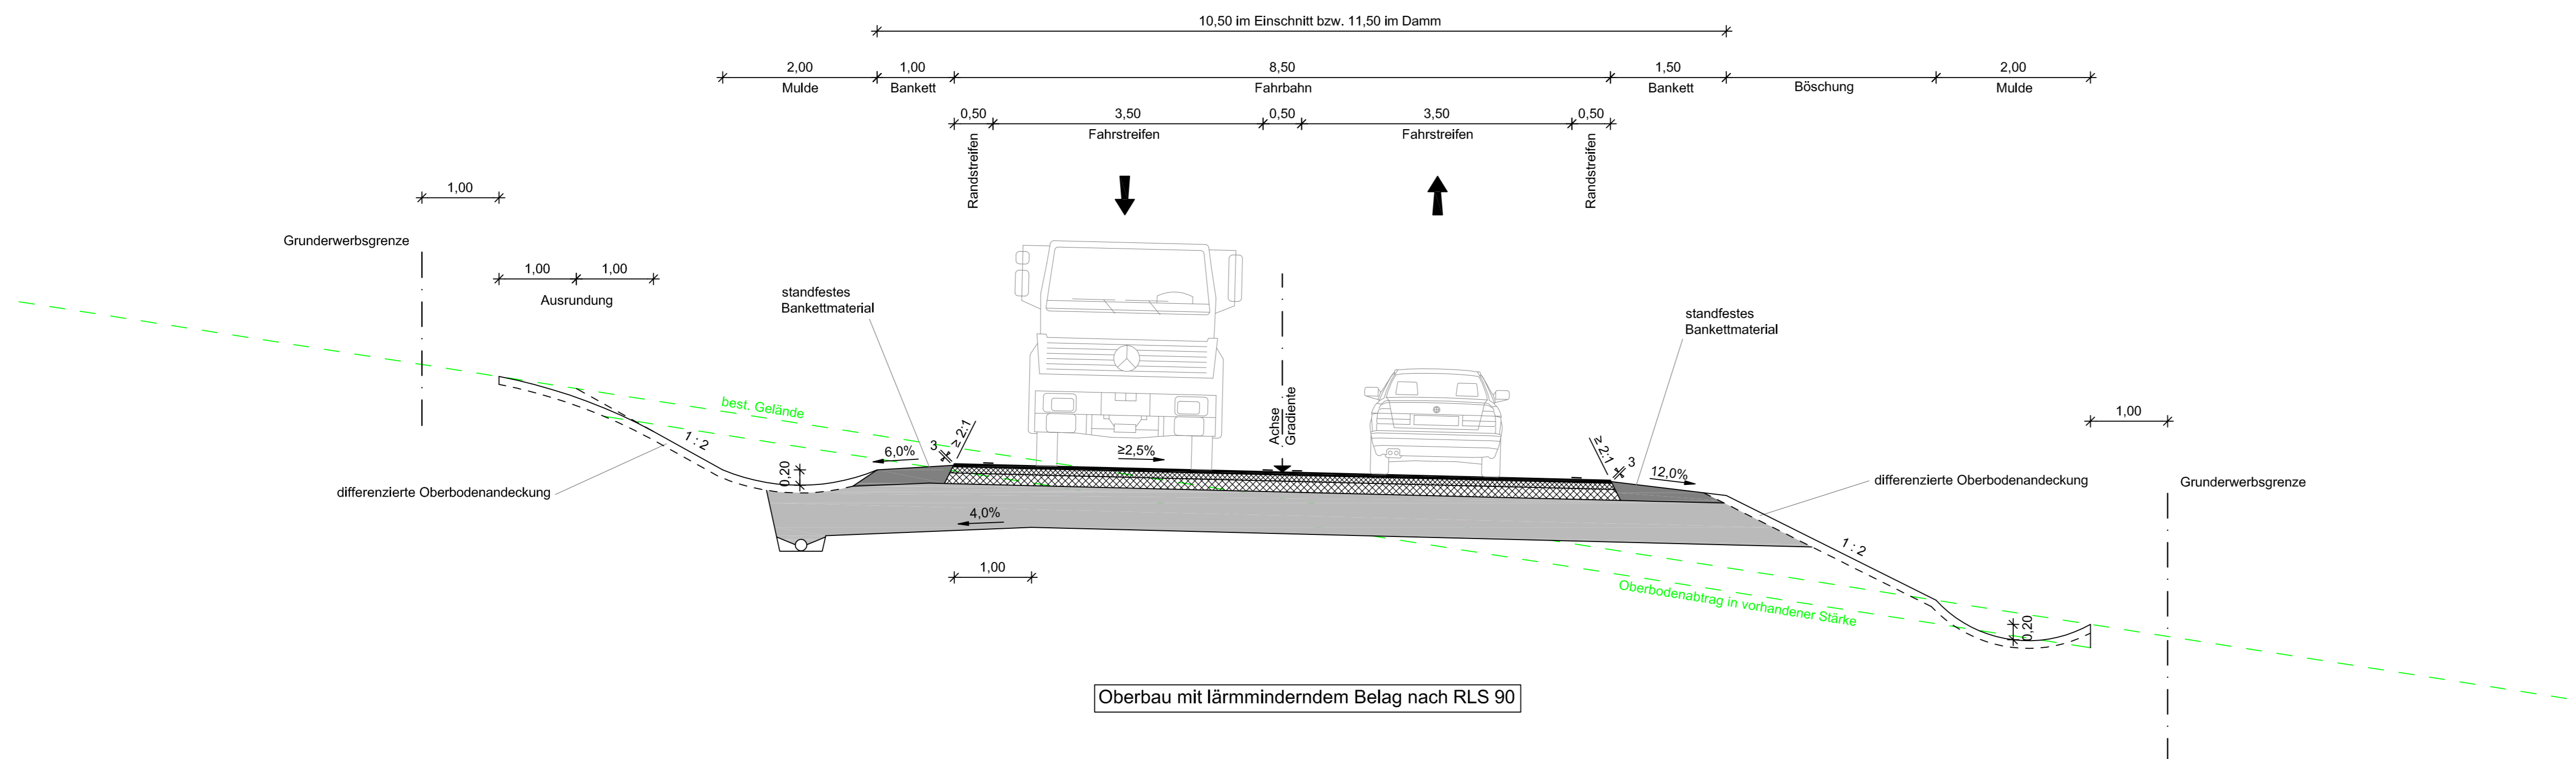 10,50 im Einschnitt bzw. 11,50 im Damm
2,00
1,00
8,50
1,50
2,00
Mulde
Bankett
Fahrbahn
Bankett
Böschung
Mulde
0,50
3,50
0,50
3,50
0,50
Randstreifen
Fahrstreifen
Fahrstreifen
Randstreifen
1,00
Grunderwerbsgrenze
1,00
1,00
Ausrundung
standfestes
Bankettmaterial
standfestes
Bankettmaterial
best. Gelände
Achse
Gradiente
1,00
1 : 2
0,20
6,0%
3
≥ 2:1
≥2,5%
≥ 2:1
3
12,0%
differenzierte Oberbodenandeckung
differenzierte Oberbodenandeckung
Grunderwerbsgrenze
4,0%
1 : 2
1,00
Oberbodenabtrag in vorhandener Stärke
0,20
Oberbau mit lärmminderndem Belag nach RLS 90